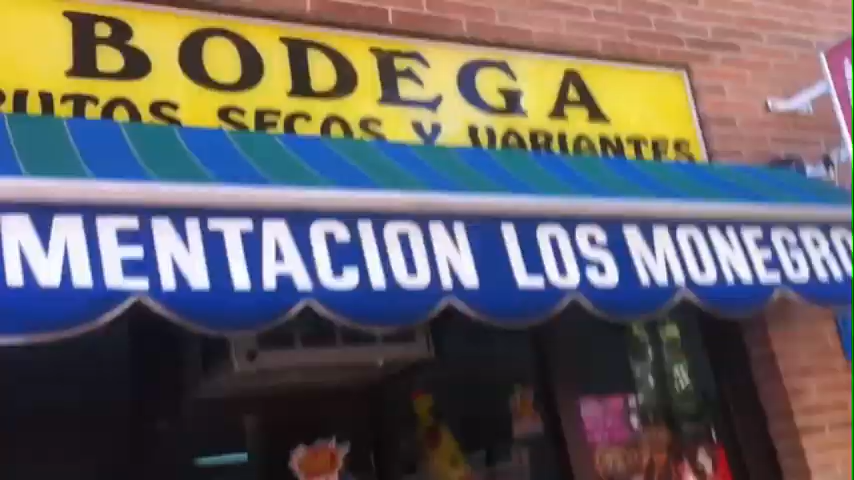 BODEGA
RUTOS SECOS Y VARIANTES
MENTACION LOS MONEGRO